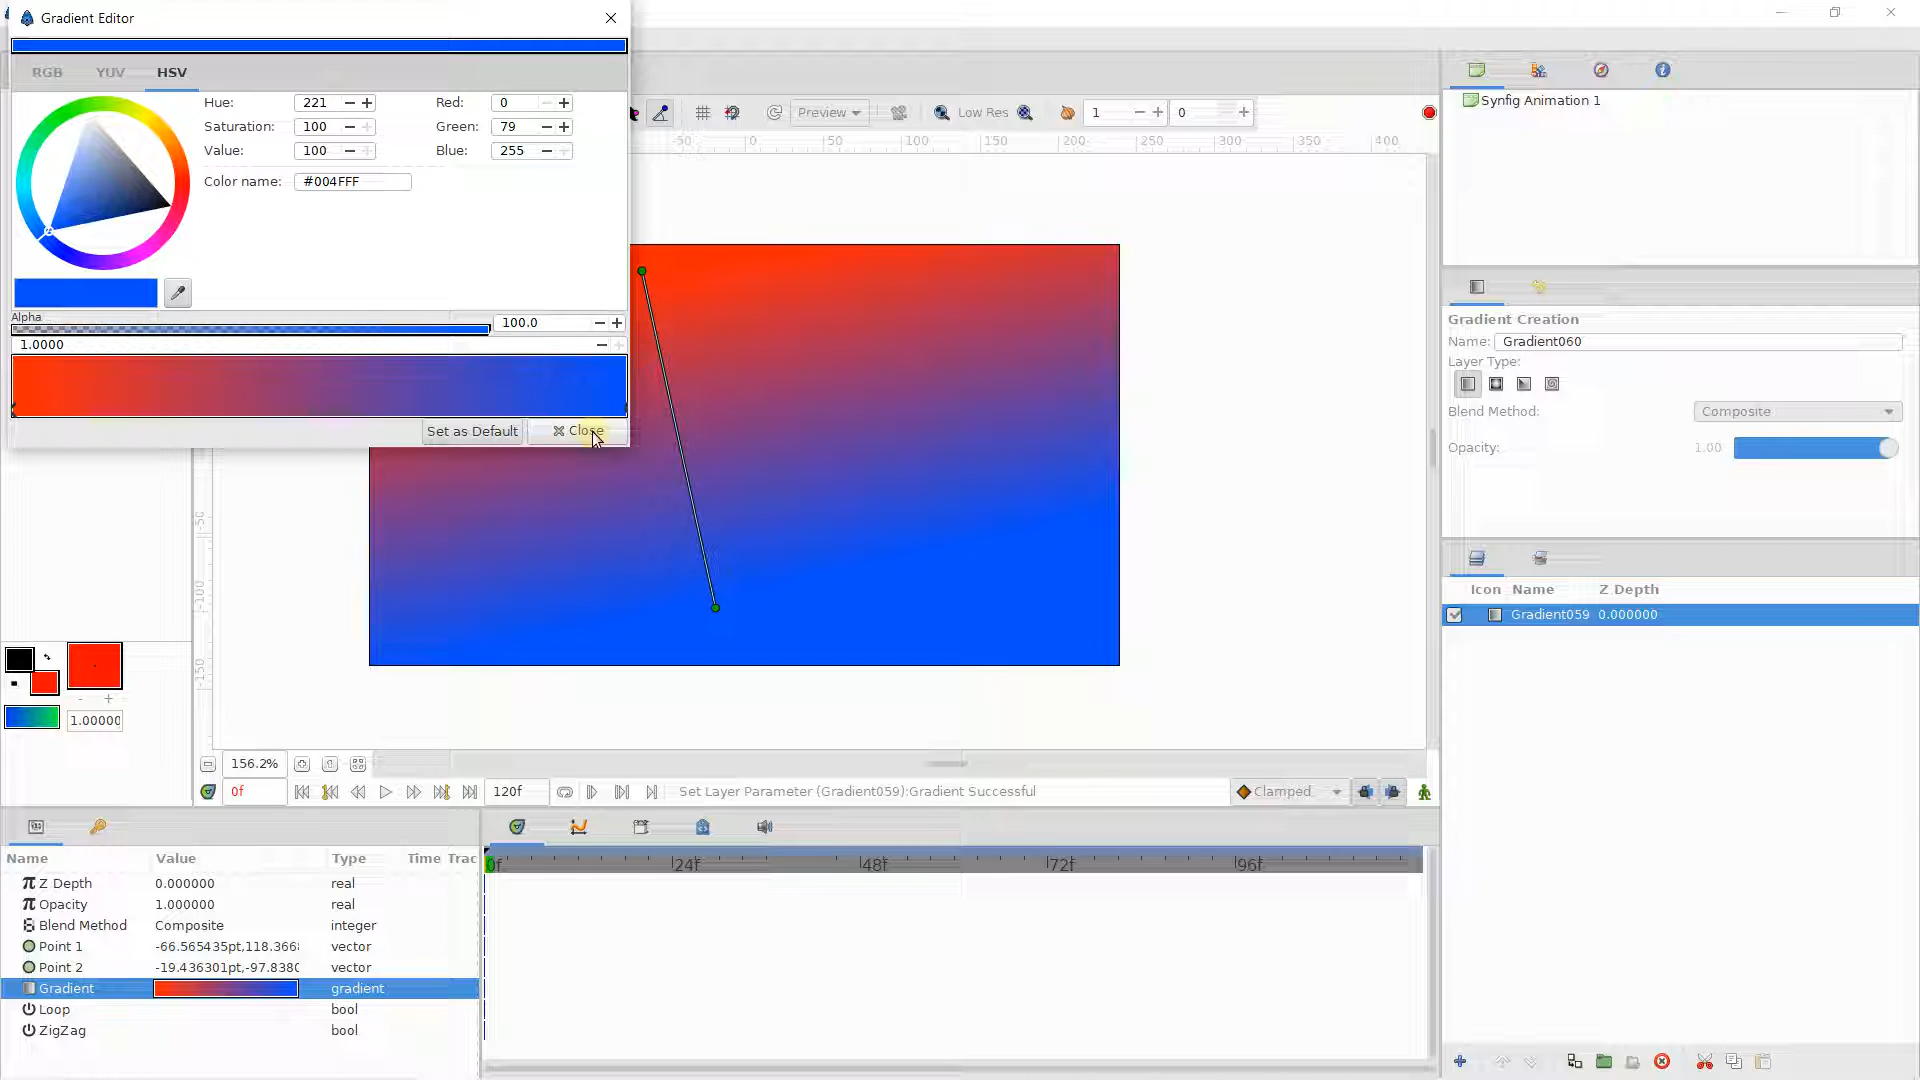 Gradient Editor
RGB YUV HSV
Hue: 221 Red: 0
Saturation: 100 Green: 79
Value: 100 Blue: 255
Color name: #004FFF
Alpha
100.0
1.0000
Set as Default Close
Preview Low Res 1 0
-50 0 50 100 150 200 250 300 350 400
-50
-100
-150
1.00000
156.2%
0f 120f Set Layer Parameter (Gradient059):Gradient Successful Clamped
Name Value Type Time Trac
Z Depth 0.000000 real
Opacity 1.000000 real
Blend Method Composite integer
Point 1 -66.565435pt,118.366 vector
Point 2 -19.436301pt,-97.8380 vector
Gradient gradient
Loop bool
ZigZag bool
0f 24f 48f 72f 96f
Synfig Animation 1
Gradient Creation
Name: Gradient060
Layer Type:
Blend Method: Composite
Opacity: 1.00
Icon Name Z Depth
Gradient059 0.000000